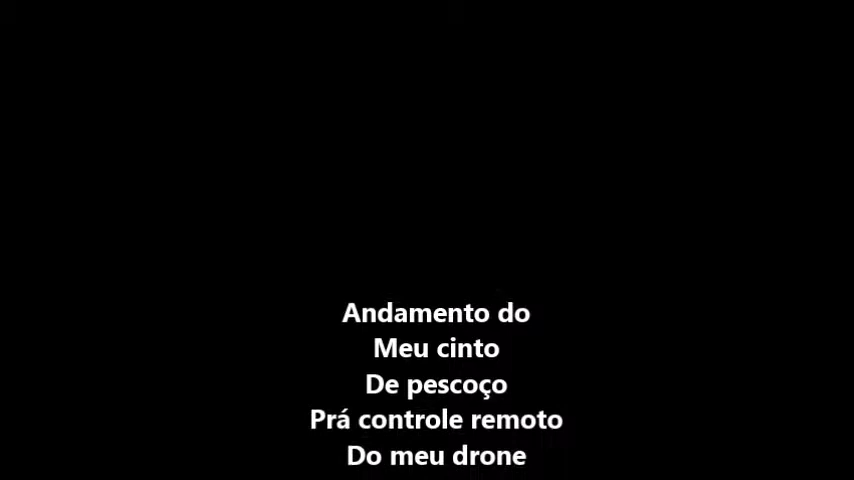 Andamento do
Meu cinto
De pescoço
Prá controle remoto
Do meu drone